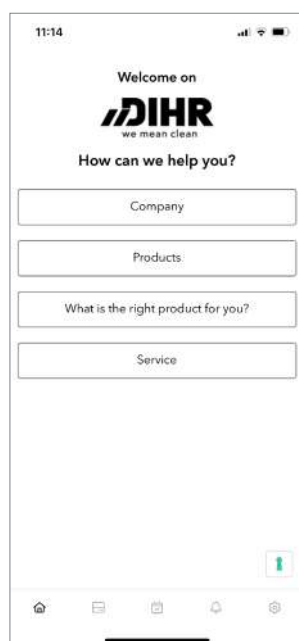 11:14
Welcome on
DIHR
we mean clean
How can we help you?
Company
Products
What is the right product for you?
Service